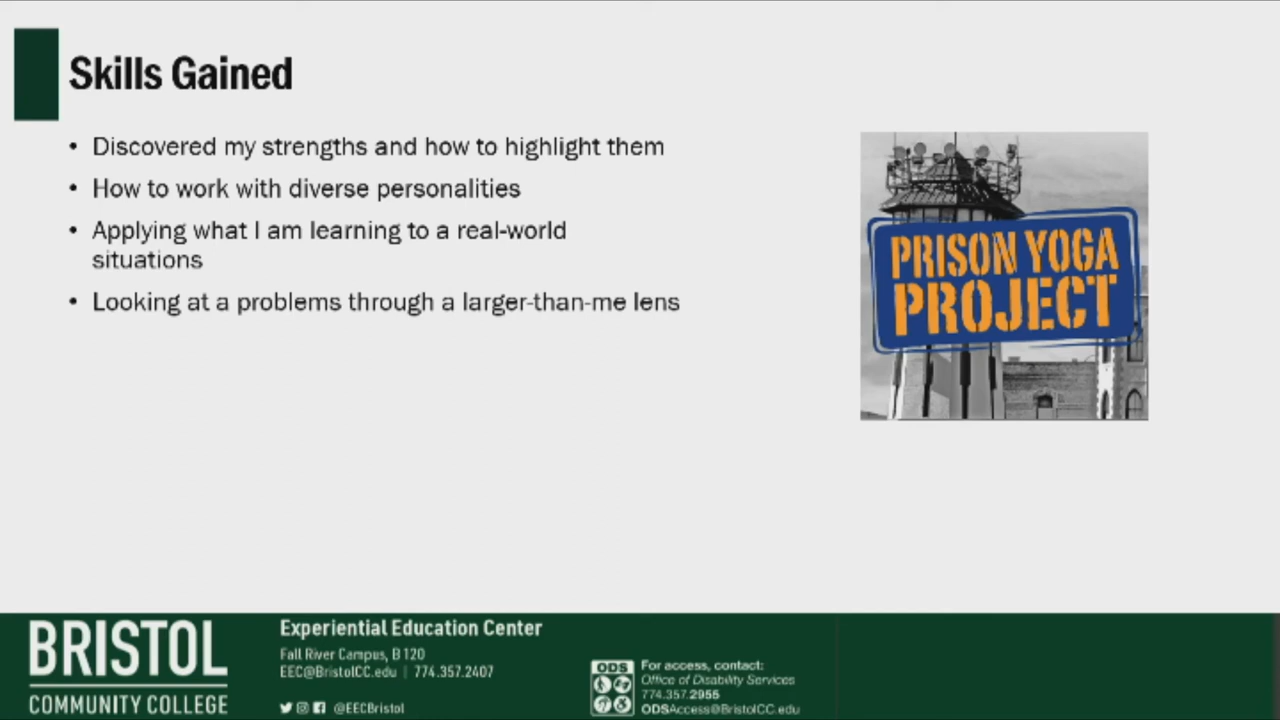 Skills Gained
• Discovered my strengths and how to highlight them
• How to work with diverse personalities
• Applying what I am learning to a real-world
situations
• Looking at a problems through a larger-than-me lens
PRISON YOGA
PROJECT
BRISTOL
COMMUNITY COLLEGE
Experiential Education Center
Fall River Campus, B120
EEC@BristolCC.edu | 774.357.2407
@EECBristol
ODS
For access, contact:
Office of Disability Services
774.357.2955
ODSAccess@BristolCC.edu